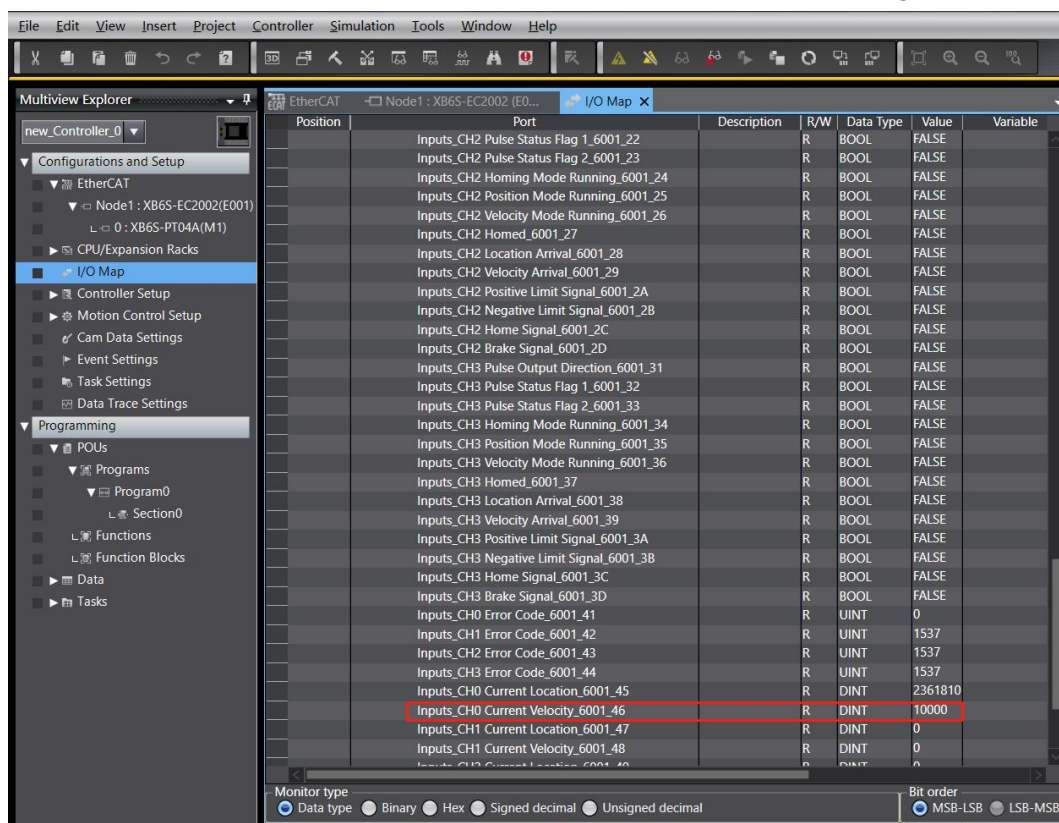 File Edit View Insert Project Controller Simulation Tools Window Help
Multiview Explorer
new_Controller_0
Configurations and Setup
EtherCAT
Node1 : XB6S-EC2002(E001)
0 : XB6S-PT04A(M1)
CPU/Expansion Racks
I/O Map
Controller Setup
Motion Control Setup
Cam Data Settings
Event Settings
Task Settings
Data Trace Settings
Programming
POUs
Programs
Program0
Section0
Functions
Function Blocks
Data
Tasks
EtherCAT Node1 : XB6S-EC2002 (E0... I/O Map
Position Port Description R/W Data Type Value Variable
Inputs_CH2 Pulse Status Flag 1_6001_22 R BOOL FALSE
Inputs_CH2 Pulse Status Flag 2_6001_23 R BOOL FALSE
Inputs_CH2 Homing Mode Running_6001_24 R BOOL FALSE
Inputs_CH2 Position Mode Running_6001_25 R BOOL FALSE
Inputs_CH2 Velocity Mode Running_6001_26 R BOOL FALSE
Inputs_CH2 Homed_6001_27 R BOOL FALSE
Inputs_CH2 Location Arrival_6001_28 R BOOL FALSE
Inputs_CH2 Velocity Arrival_6001_29 R BOOL FALSE
Inputs_CH2 Positive Limit Signal_6001_2A R BOOL FALSE
Inputs_CH2 Negative Limit Signal_6001_2B R BOOL FALSE
Inputs_CH2 Home Signal_6001_2C R BOOL FALSE
Inputs_CH2 Brake Signal_6001_2D R BOOL FALSE
Inputs_CH3 Pulse Output Direction_6001_31 R BOOL FALSE
Inputs_CH3 Pulse Status Flag 1_6001_32 R BOOL FALSE
Inputs_CH3 Pulse Status Flag 2_6001_33 R BOOL FALSE
Inputs_CH3 Homing Mode Running_6001_34 R BOOL FALSE
Inputs_CH3 Position Mode Running_6001_35 R BOOL FALSE
Inputs_CH3 Velocity Mode Running_6001_36 R BOOL FALSE
Inputs_CH3 Homed_6001_37 R BOOL FALSE
Inputs_CH3 Location Arrival_6001_38 R BOOL FALSE
Inputs_CH3 Velocity Arrival_6001_39 R BOOL FALSE
Inputs_CH3 Positive Limit Signal_6001_3A R BOOL FALSE
Inputs_CH3 Negative Limit Signal_6001_3B R BOOL FALSE
Inputs_CH3 Home Signal_6001_3C R BOOL FALSE
Inputs_CH3 Brake Signal_6001_3D R BOOL FALSE
Inputs_CH0 Error Code_6001_41 R UINT 0
Inputs_CH1 Error Code_6001_42 R UINT 1537
Inputs_CH2 Error Code_6001_43 R UINT 1537
Inputs_CH3 Error Code_6001_44 R UINT 1537
Inputs_CH0 Current Location_6001_45 R DINT 2361810
Inputs_CH0 Current Velocity_6001_46 R DINT 10000
Inputs_CH1 Current Location_6001_47 R DINT 0
Inputs_CH1 Current Velocity_6001_48 R DINT 0
Monitor type
Data type Binary Hex Signed decimal Unsigned decimal
Bit order
MSB-LSB LSB-MSB